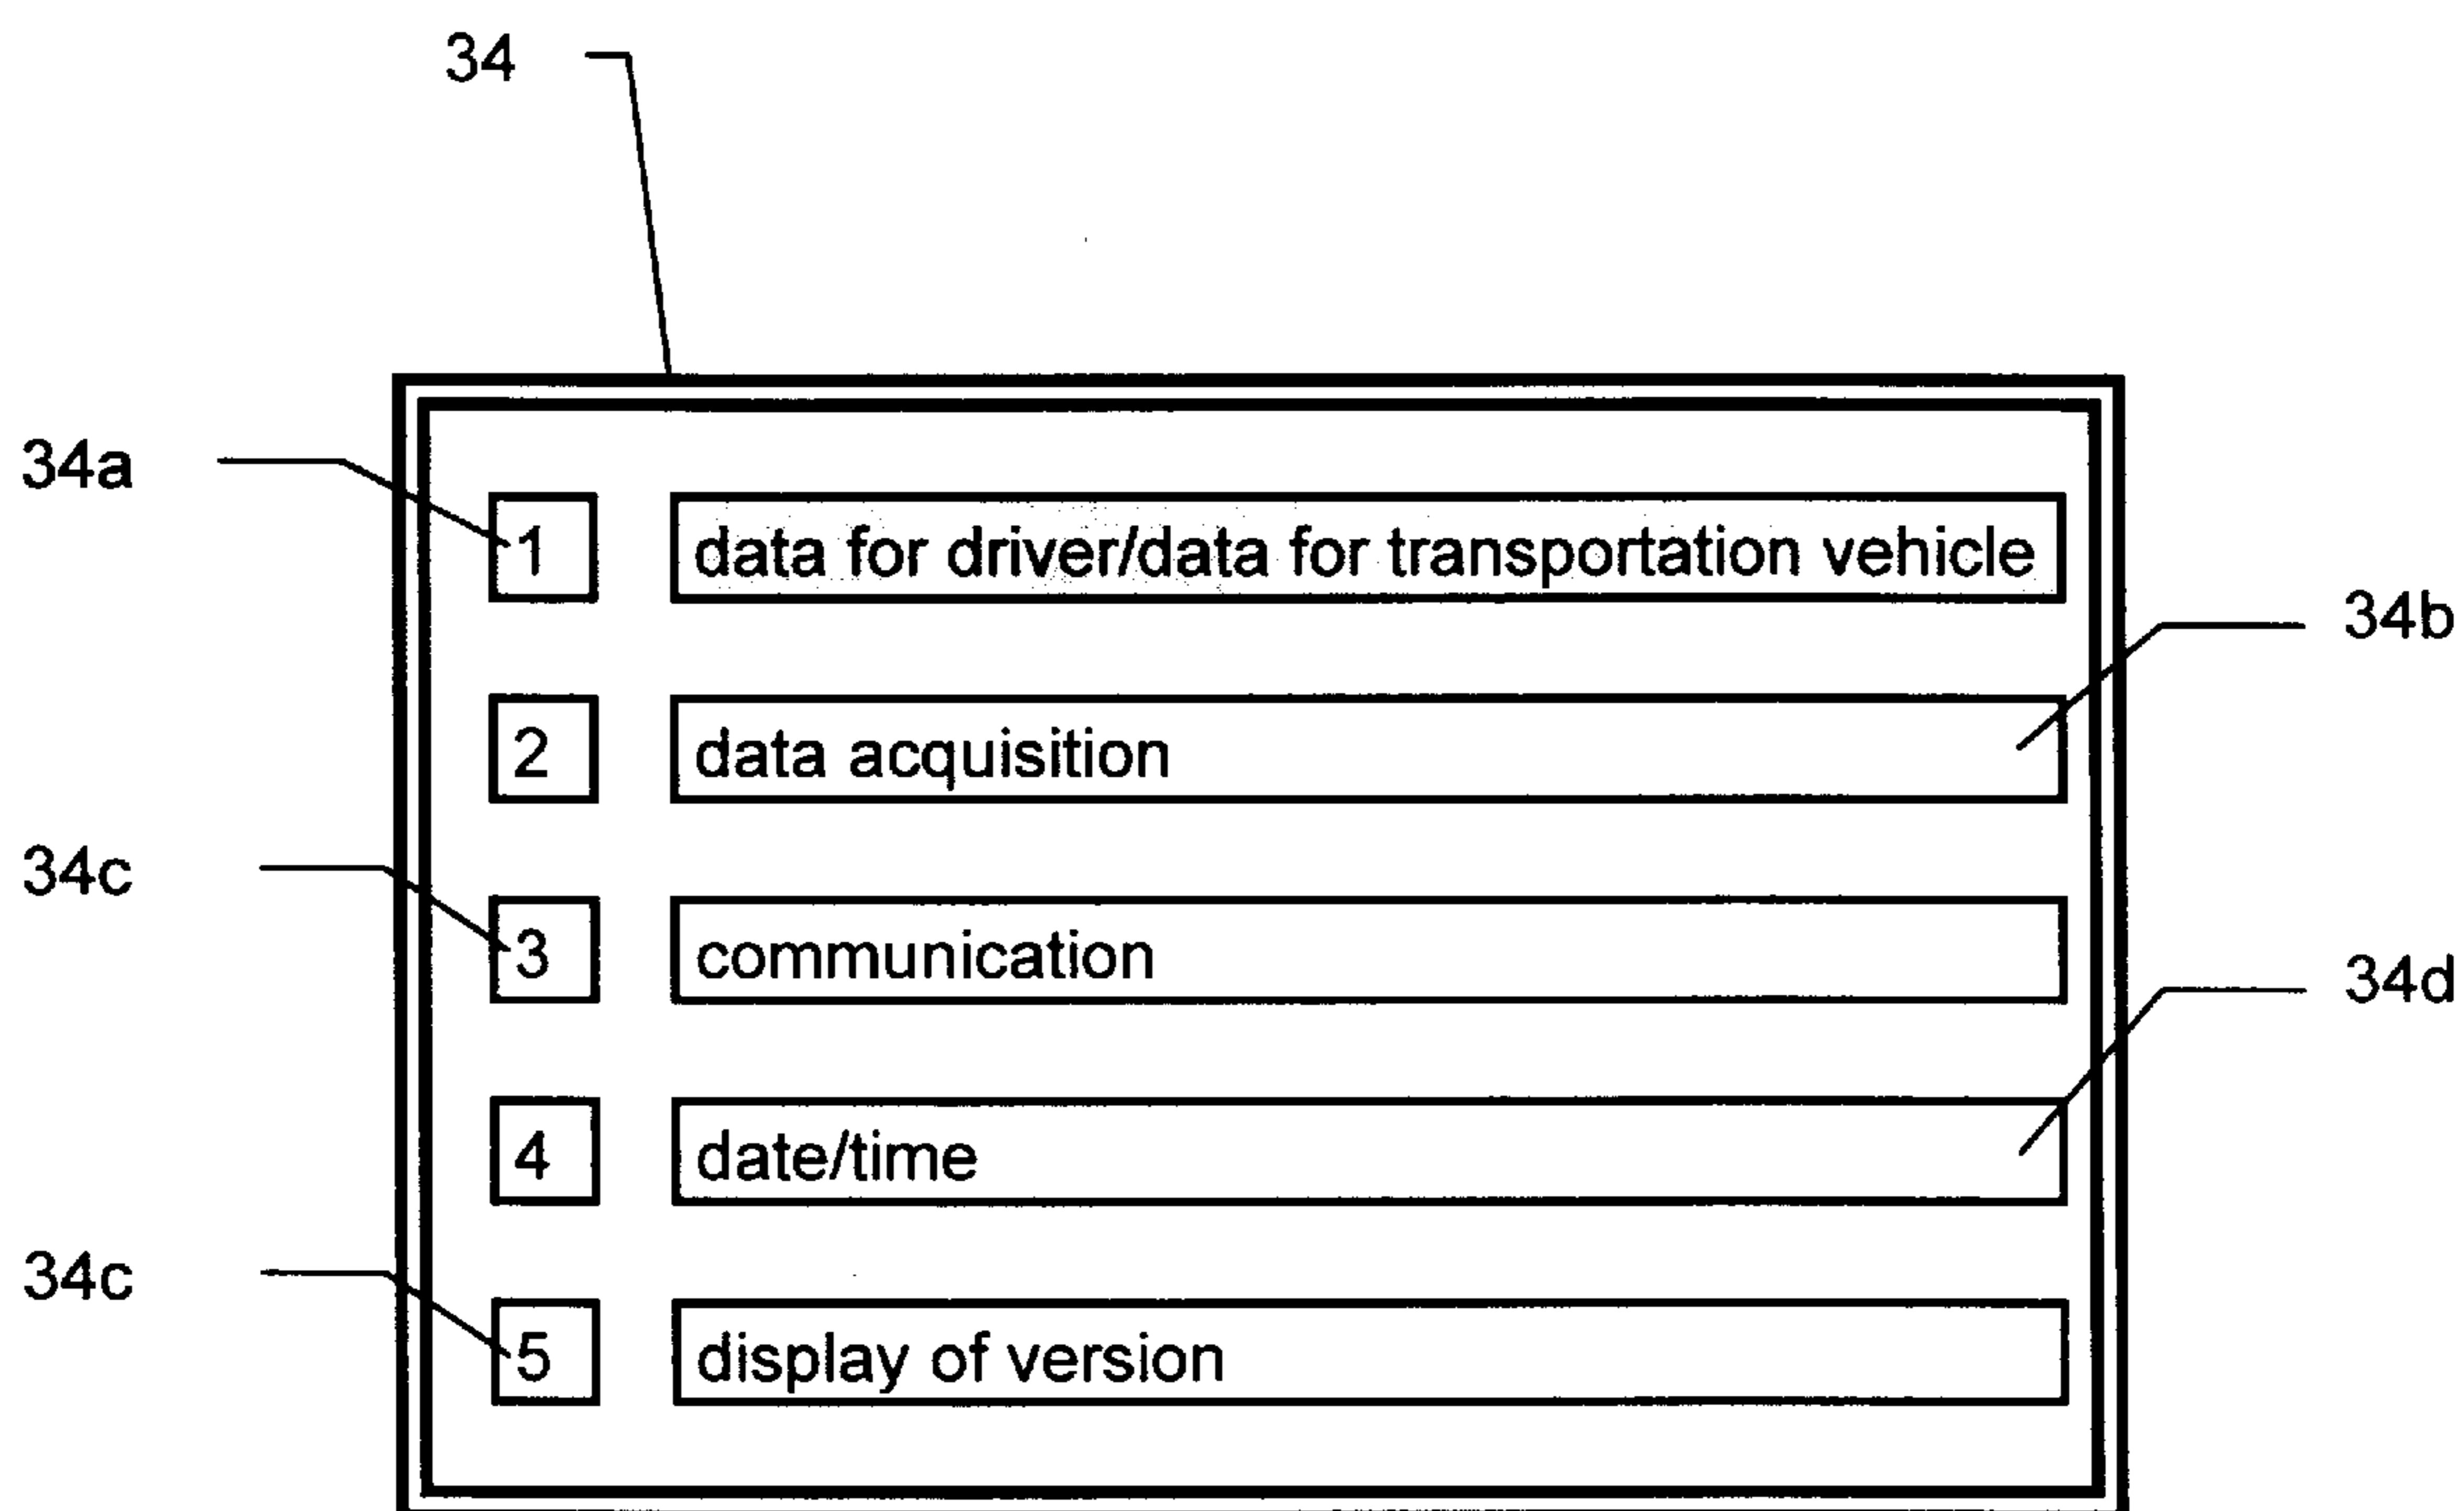 34
34a
1 data for driver/data for transportation vehicle
34b
2 data acquisition
34c
3 communication
34d
4 date/time
34c
5 display of version